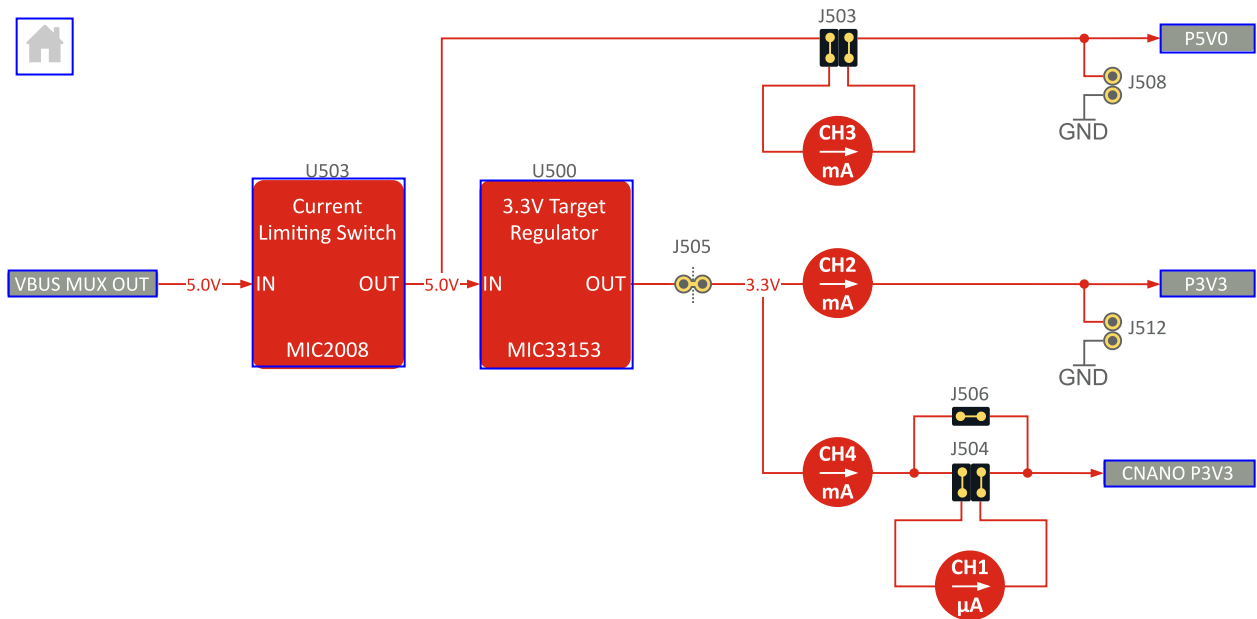 J503
P5V0
J508
GND
CH3
mA
U503
Current
Limiting Switch
IN
OUT
MIC2008
U500
3.3V Target
Regulator
IN
OUT
MIC33153
VBUS MUX OUT
5.0V
5.0V
J505
3.3V
CH2
mA
P3V3
J512
GND
J506
J504
CH4
mA
CNANO P3V3
CH1
µA